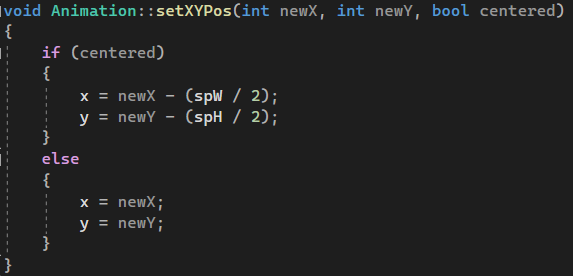 void Animation::setXYPos(int newX, int newY, bool centered)
{
    if (centered)
    {
        x = newX - (spW / 2);
        y = newY - (spH / 2);
    }
    else
    {
        x = newX;
        y = newY;
    }
}